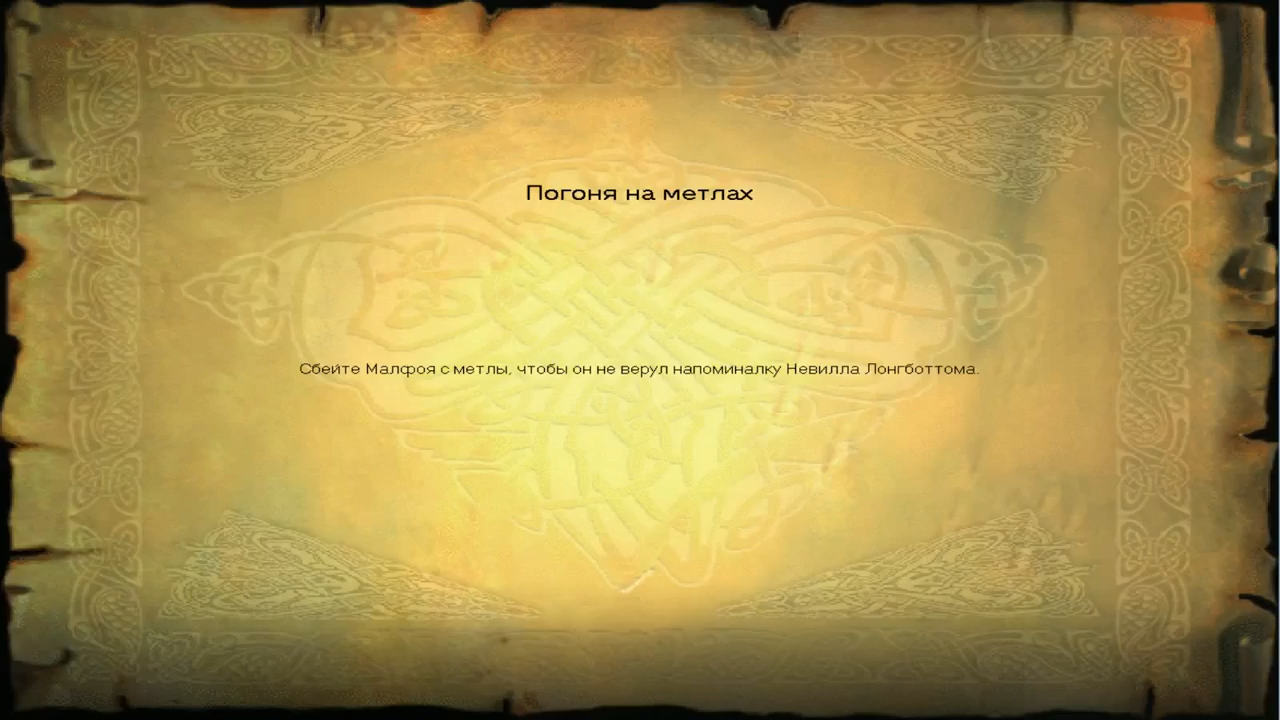 Погоня на метлах
Сбейте Малфоя с метлы, чтобы он не верул напоминалку Невилла Лонгботтома.